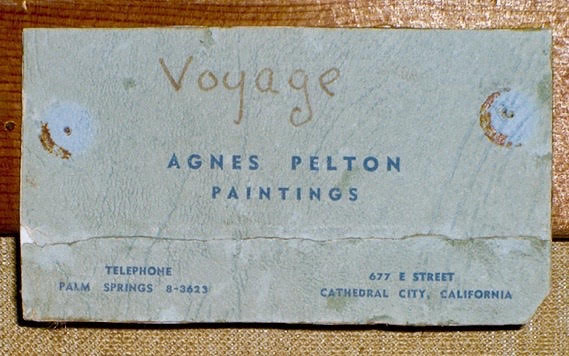 Voyage
AGNES PELTON
PAINTINGS
TELEPHONE
PALM SPRINGS 8-3623
677 E STREET
CATHEDRAL CITY, CALIFORNIA